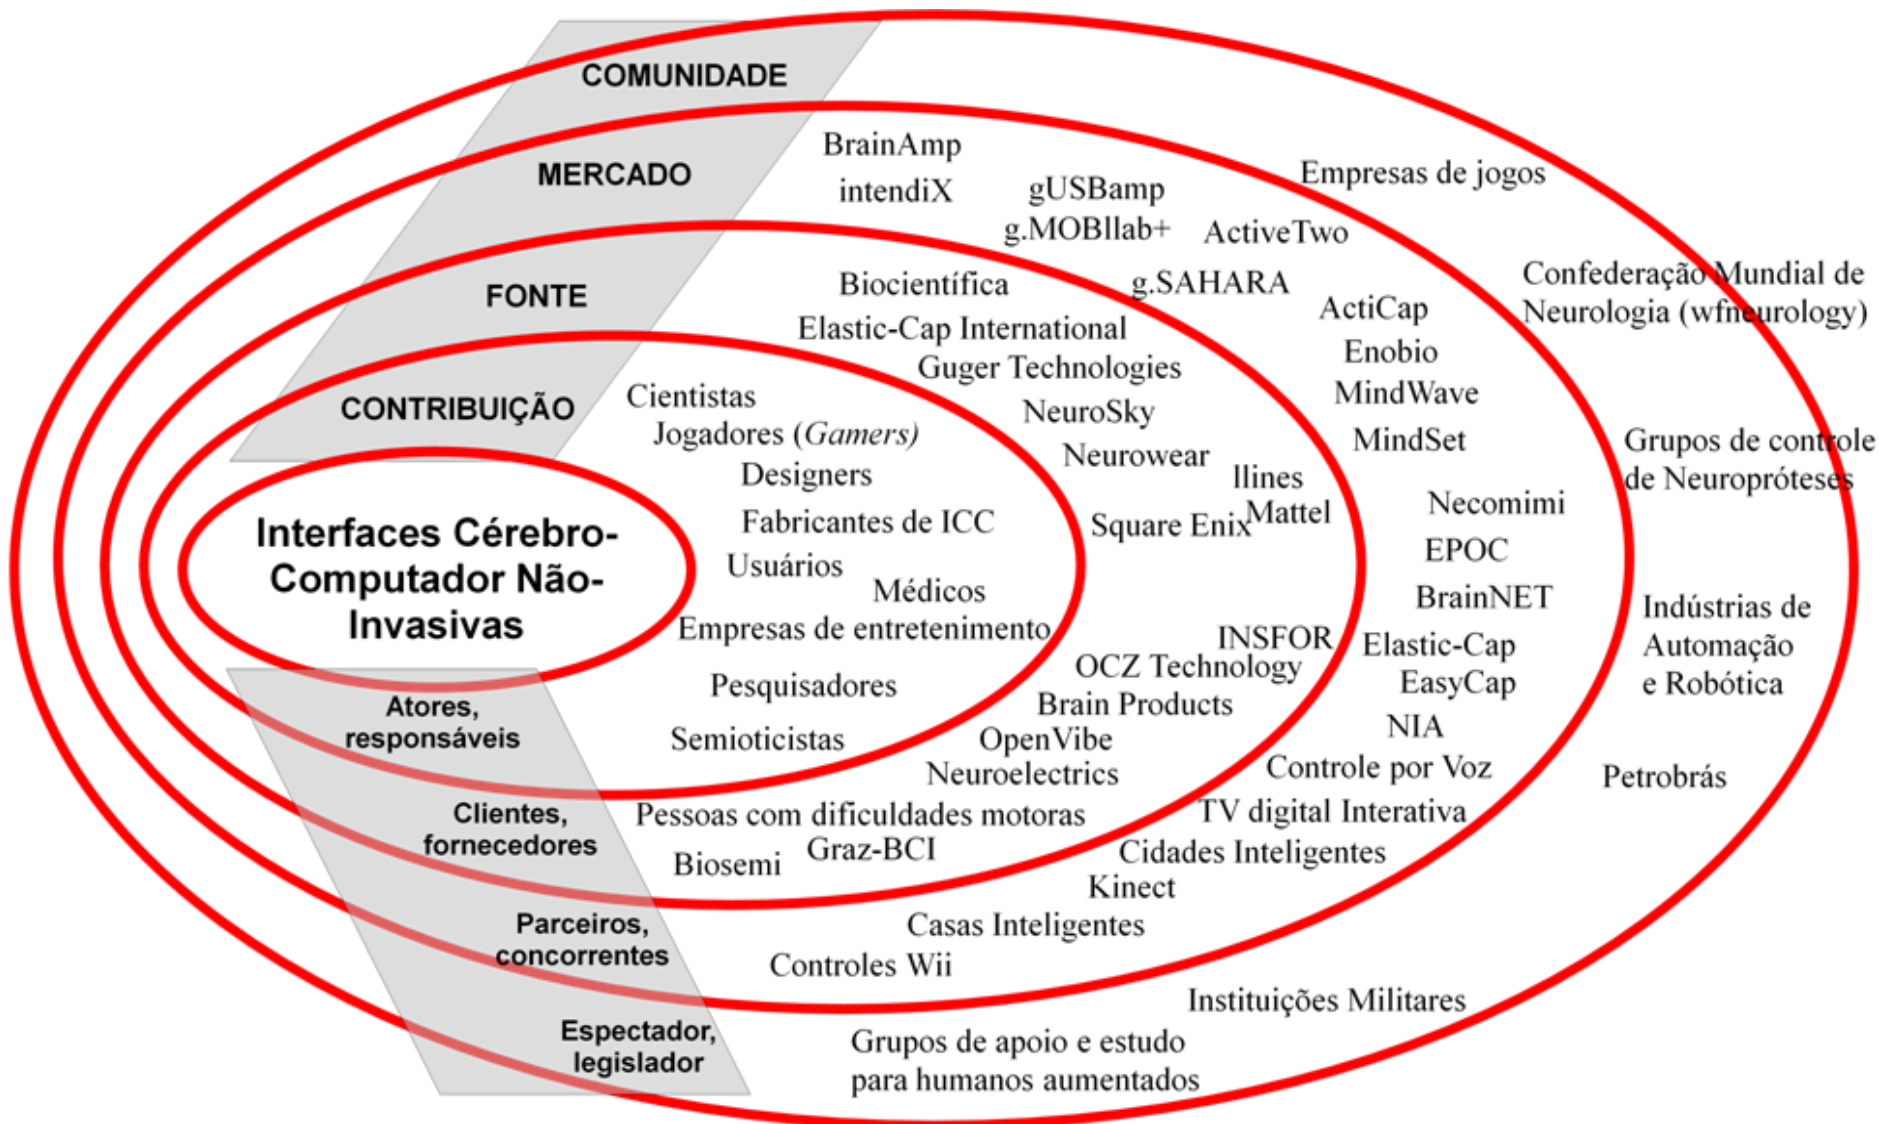 COMUNIDADE
MERCADO
FONTE
CONTRIBUIÇÃO
Interfaces Cérebro-
Computador Não-
Invasivas
Atores,
responsáveis
Clientes,
fornecedores
Parceiros,
concorrentes
Espectador,
legislador
Cientistas
Jogadores (Gamers)
Designers
Fabricantes de ICC
Usuários
Médicos
Empresas de entretenimento
Pesquisadores
Semioticistas
Biocientífica
Elastic-Cap International
Guger Technologies
NeuroSky
Neurowear
llines
Mattel
Square Enix
INSFOR
OCZ Technology
Brain Products
OpenVibe
Neuroelectrics
Pessoas com dificuldades motoras
Graz-BCI
Biosemi
BrainAmp
intendiX
gUSBamp
g.MOBIlab+
ActiveTwo
g.SAHARA
ActiCap
Enobio
MindWave
MindSet
Necomimi
EPOC
BrainNET
Elastic-Cap
EasyCap
NIA
Controle por Voz
TV digital Interativa
Cidades Inteligentes
Kinect
Casas Inteligentes
Controles Wii
Empresas de jogos
Confederação Mundial de
Neurologia (wfneurology)
Grupos de controle
de Neuropróteses
Indústrias de
Automação
e Robótica
Petrobrás
Instituições Militares
Grupos de apoio e estudo
para humanos aumentados